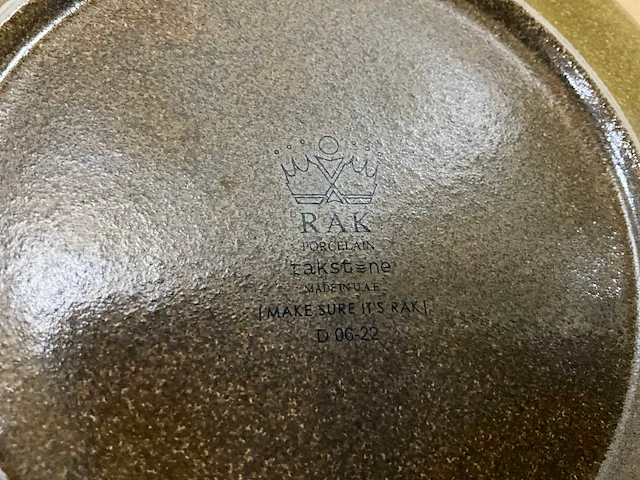 RAK
PORCELAIN
rakstone
MADE IN U.A.E
|MAKE SURE IT'S RAK|
D 06-22